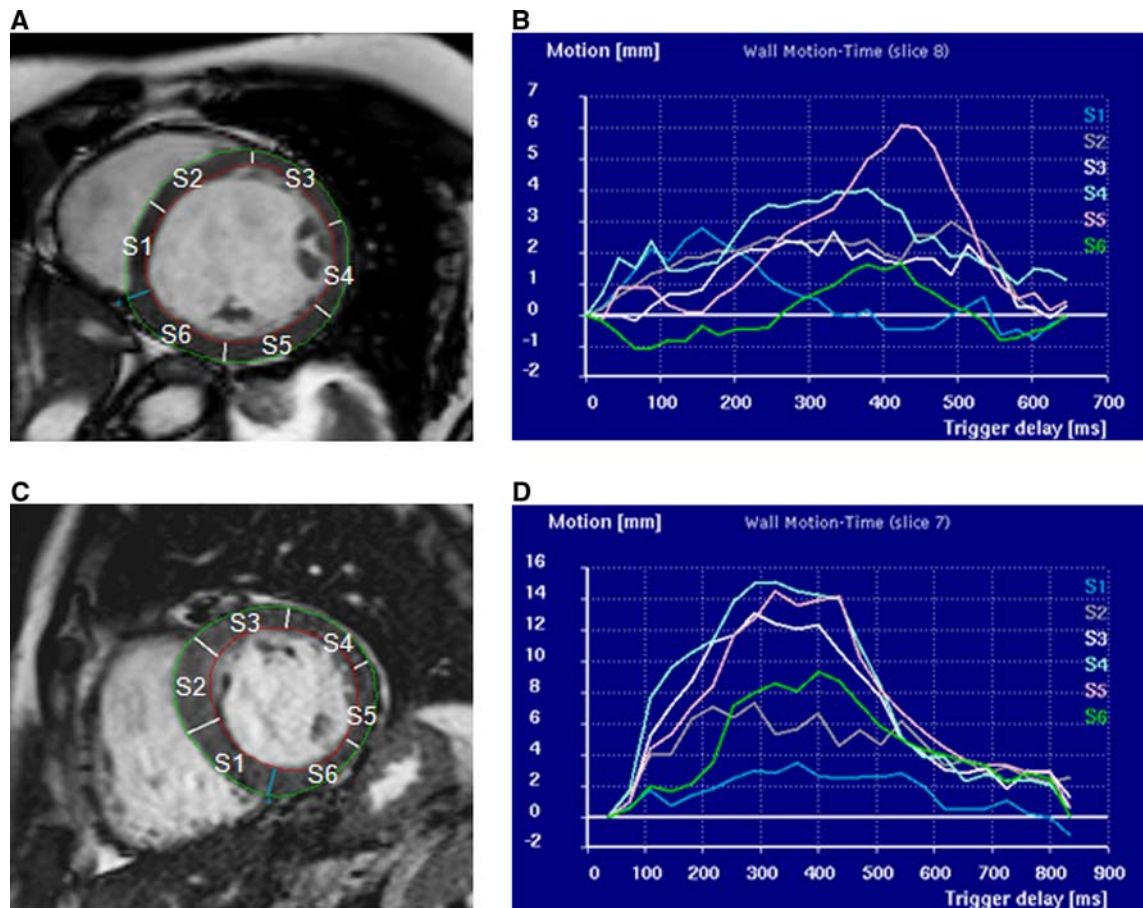 A
S2
S3
S1
S4
S6
S5
B
Motion [mm]
Wall Motion-Time (slice 8)
7
6
5
4
3
2
1
0
-1
-2
S1
S2
S3
S4
S5
S6
0 100 200 300 400 500 600 700
Trigger delay [ms]
C
S3
S4
S2
S5
S1
S6
D
Motion [mm]
Wall Motion-Time (slice 7)
16
14
12
10
8
6
4
2
0
-2
S1
S2
S3
S4
S5
S6
0 100 200 300 400 500 600 700 800 900
Trigger delay [ms]